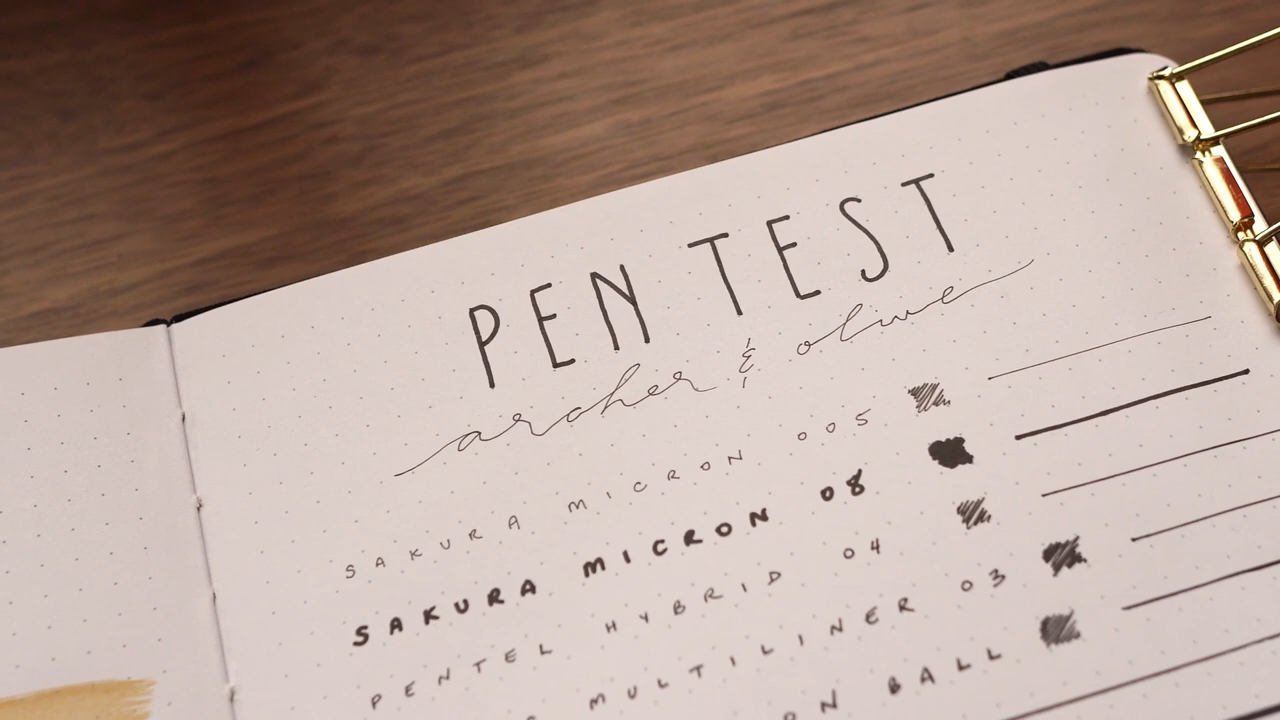 PEN TEST
archer & olive
SAKURA MICRON 005
SAKURA MICRON 08
PENTEL HYBRID 04
MULTILINER 03
BALL